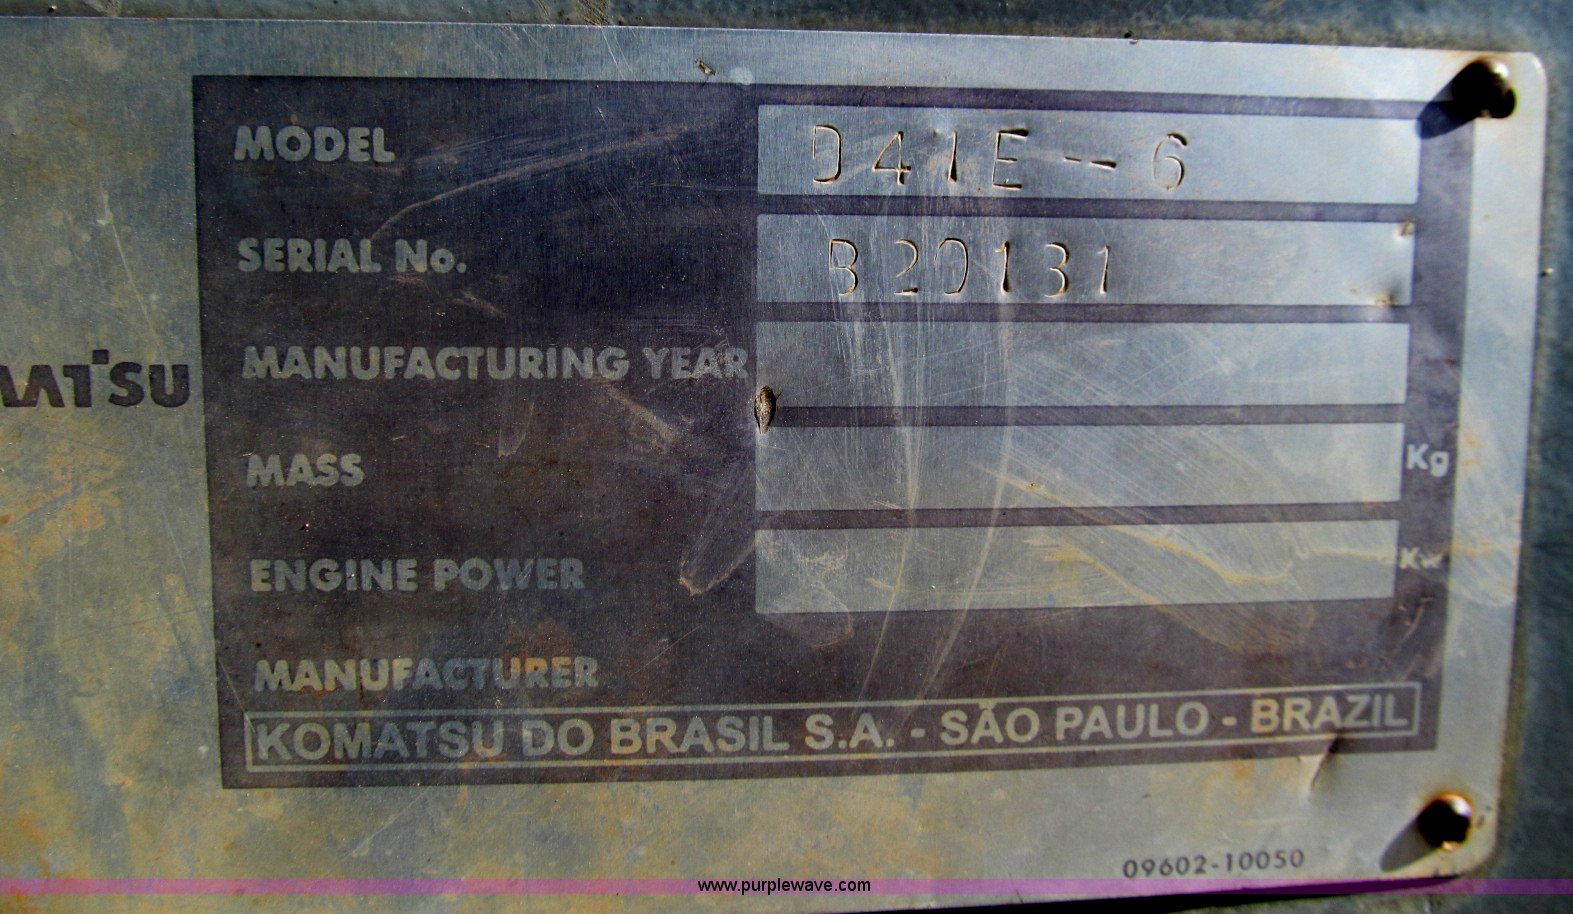 MODEL D41E--6
SERIAL No. B20131
MANUFACTURING YEAR
MATSU
MASS Kg
ENGINE POWER Kw
MANUFACTURER
KOMATSU DO BRASIL S.A. - SÃO PAULO - BRAZIL
09602-10050
www.purplewave.com